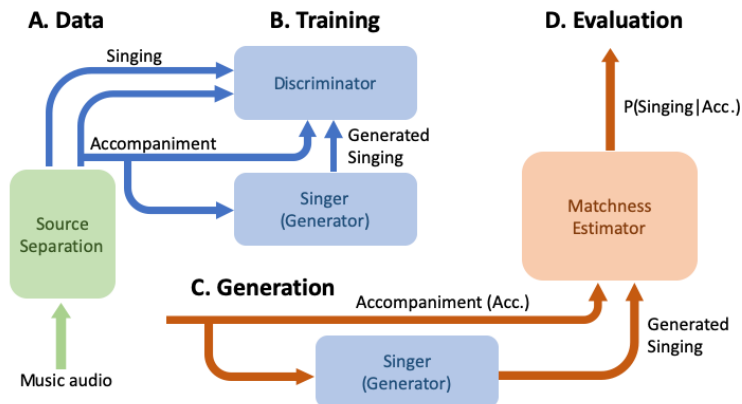 A. Data
B. Training
D. Evaluation
Singing
Discriminator
P(Singing|Acc.)
Accompaniment
Generated
Singing
Source
Separation
Singer
(Generator)
Matchness
Estimator
C. Generation
Accompaniment (Acc.)
Generated
Singing
Singer
(Generator)
Music audio